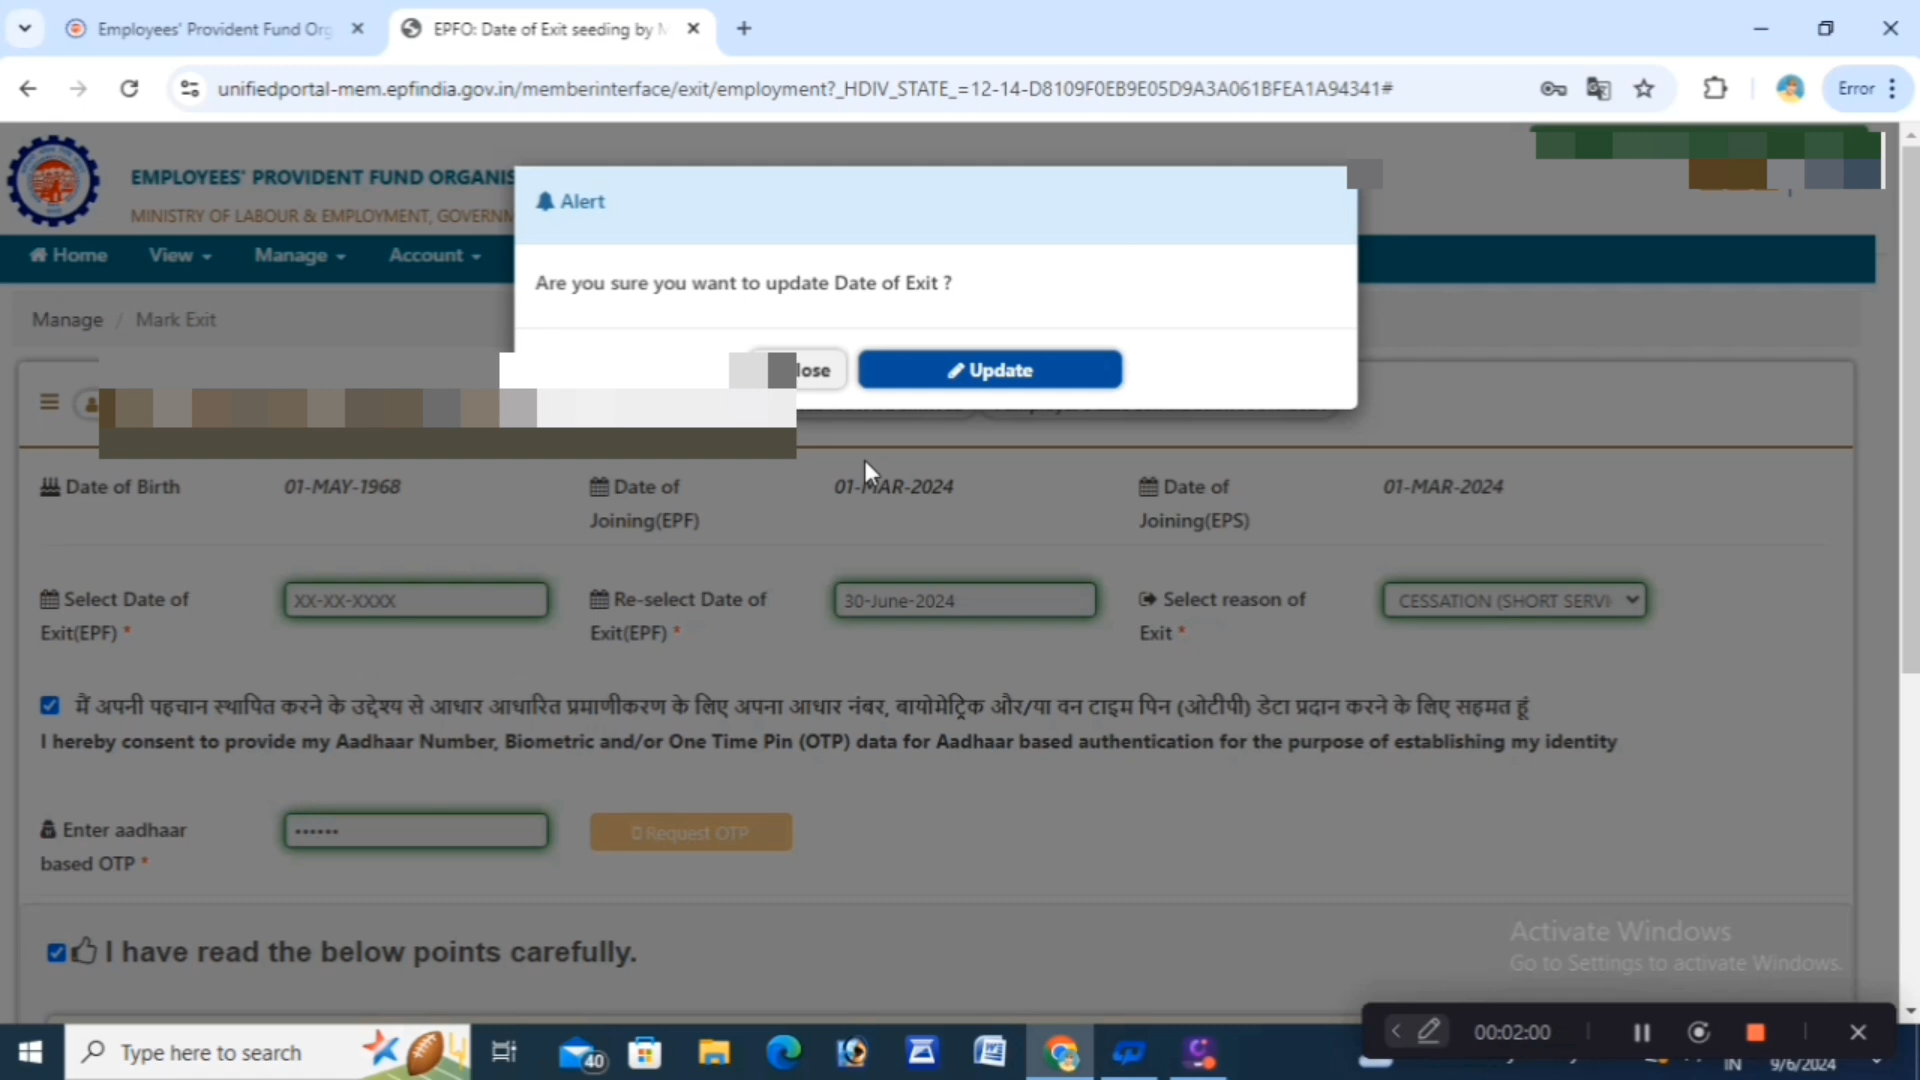 Employees' Provident Fund Org
EPFO: Date of Exit seeding by M
unifiedportal-mem.epfindia.gov.in/memberinterface/exit/employment?_HDIV_STATE_=12-14-D8109F0EB9E05D9A3A061BFEA1A94341#
Error
EMPLOYEES' PROVIDENT FUND ORGANIS
MINISTRY OF LABOUR & EMPLOYMENT, GOVERNM
Alert
Home View Manage Account
Are you sure you want to update Date of Exit ?
Manage / Mark Exit
lose
Update
Date of Birth 01-MAY-1968 Date of Joining(EPF) 01-MAR-2024 Date of Joining(EPS) 01-MAR-2024
Select Date of Exit(EPF) * XX-XX-XXXX Re-select Date of Exit(EPF) * 30-June-2024 Select reason of Exit * CESSATION (SHORT SERVI
मैं अपनी पहचान स्थापित करने के उद्देश्य से आधार आधारित प्रमाणीकरण के लिए अपना आधार नंबर, बायोमेट्रिक और/या वन टाइम पिन (ओटीपी) डेटा प्रदान करने के लिए सहमत हूं
I hereby consent to provide my Aadhaar Number, Biometric and/or One Time Pin (OTP) data for Aadhaar based authentication for the purpose of establishing my identity
Enter aadhaar based OTP * •••••• Request OTP
I have read the below points carefully.
Activate Windows
Go to Settings to activate Windows.
00:02:00
Type here to search
40
IN
9/6/2024